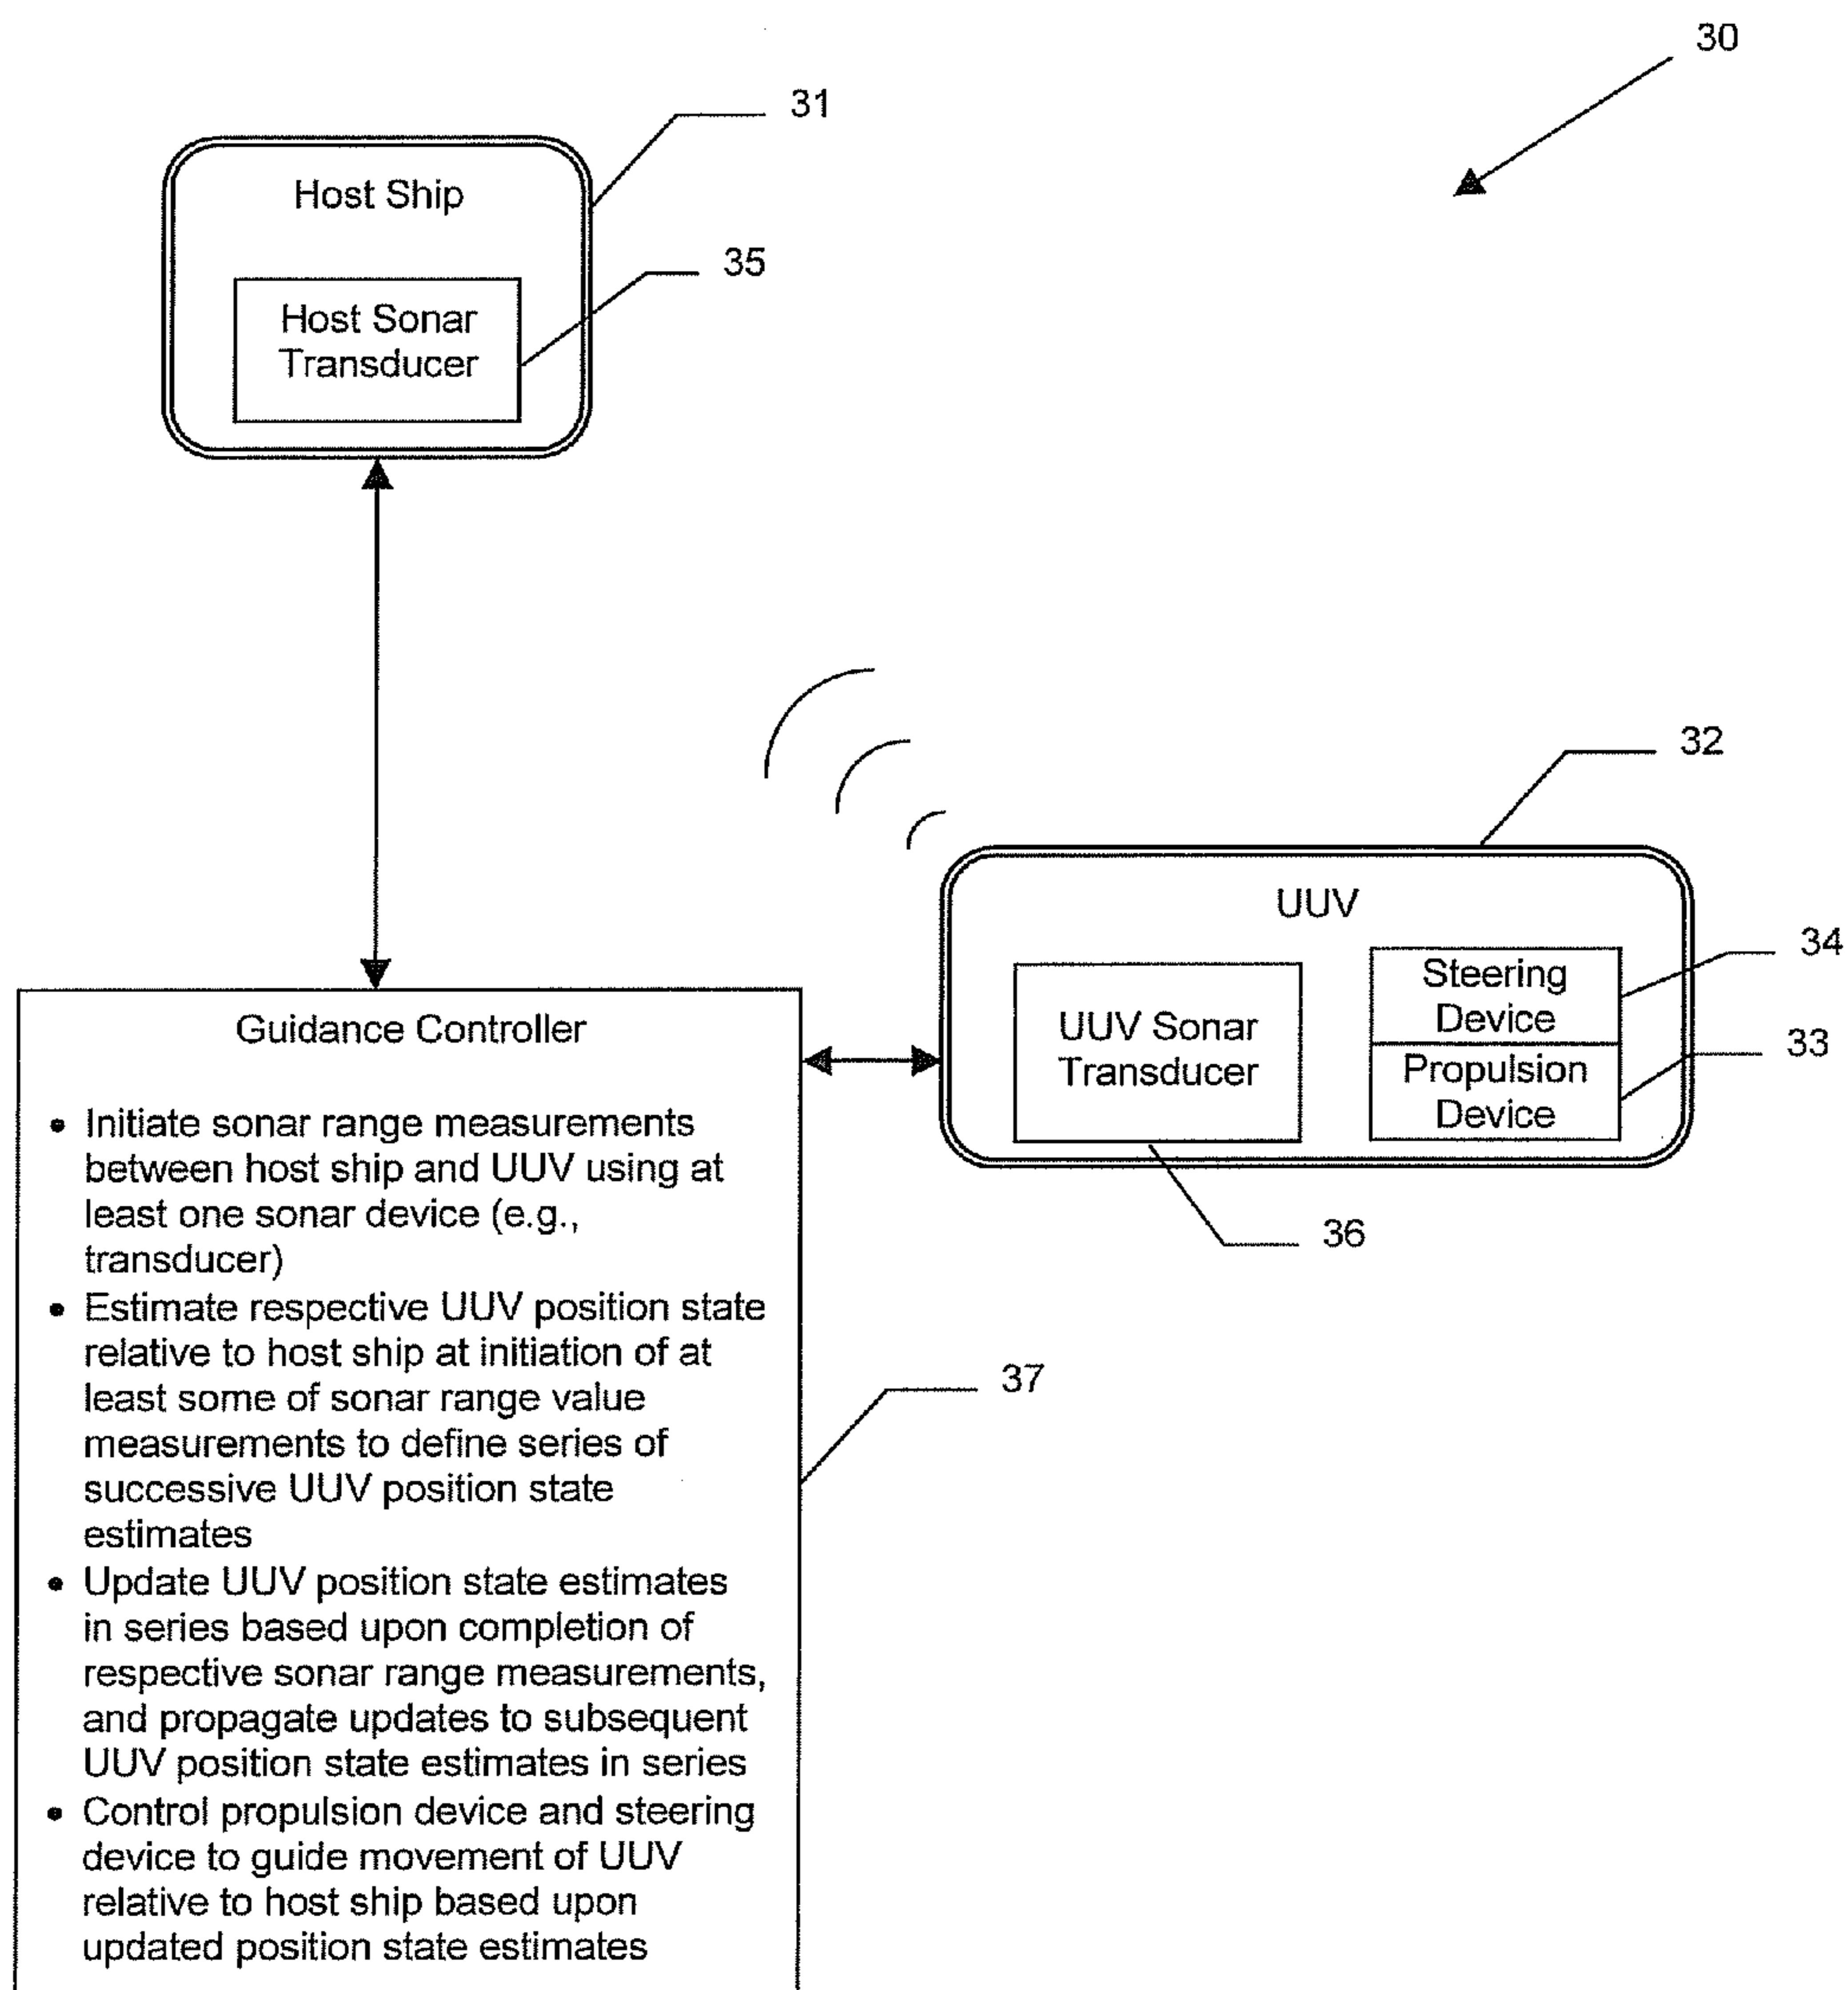 30
31
Host Ship
35
Host Sonar
Transducer
32
UUV
34
Steering
Device
UUV Sonar
Transducer
33
Propulsion
Device
36
Guidance Controller
• Initiate sonar range measurements
between host ship and UUV using at
least one sonar device (e.g.,
transducer)
• Estimate respective UUV position state
relative to host ship at initiation of at
least some of sonar range value
measurements to define series of
successive UUV position state
estimates
• Update UUV position state estimates
in series based upon completion of
respective sonar range measurements,
and propagate updates to subsequent
UUV position state estimates in series
• Control propulsion device and steering
device to guide movement of UUV
relative to host ship based upon
updated position state estimates
37